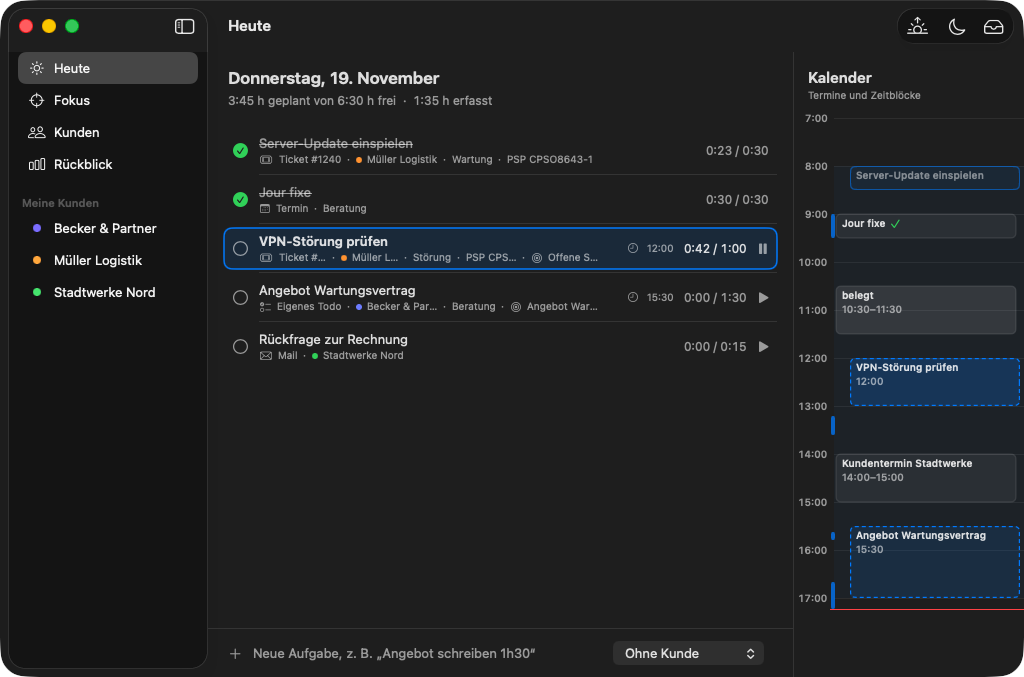 Heute
Heute
Fokus
Kunden
Rückblick
Meine Kunden
Becker & Partner
Müller Logistik
Stadtwerke Nord
Donnerstag, 19. November
3:45 h geplant von 6:30 h frei · 1:35 h erfasst
Server-Update einspielen
0:23 / 0:30
Ticket #1240 · Müller Logistik · Wartung · PSP CPSO8643-1
Jour fixe
0:30 / 0:30
Termin · Beratung
VPN-Störung prüfen
12:00 0:42 / 1:00
Ticket #... · Müller L... · Störung · PSP CPS... · Offene S...
Angebot Wartungsvertrag
15:30 0:00 / 1:30
Eigenes Todo · Becker & Par... · Beratung · Angebot War...
Rückfrage zur Rechnung
0:00 / 0:15
Mail · Stadtwerke Nord
+ Neue Aufgabe, z. B. „Angebot schreiben 1h30“
Ohne Kunde
Kalender
Termine und Zeitblöcke
7:00
8:00
Server-Update einspielen
9:00
Jour fixe ✓
10:00
belegt
10:30–11:30
11:00
12:00
VPN-Störung prüfen
12:00
13:00
14:00
Kundentermin Stadtwerke
14:00–15:00
15:00
Angebot Wartungsvertrag
15:30
16:00
17:00